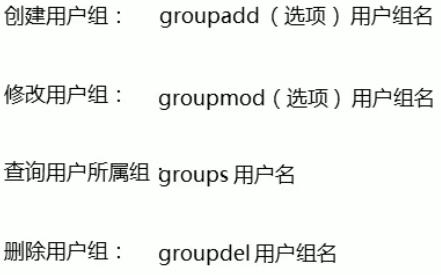 创建用户组： groupadd （选项）用户组名
修改用户组： groupmod（选项）用户组名
查询用户所属组：groups 用户名
删除用户组： groupdel 用户组名